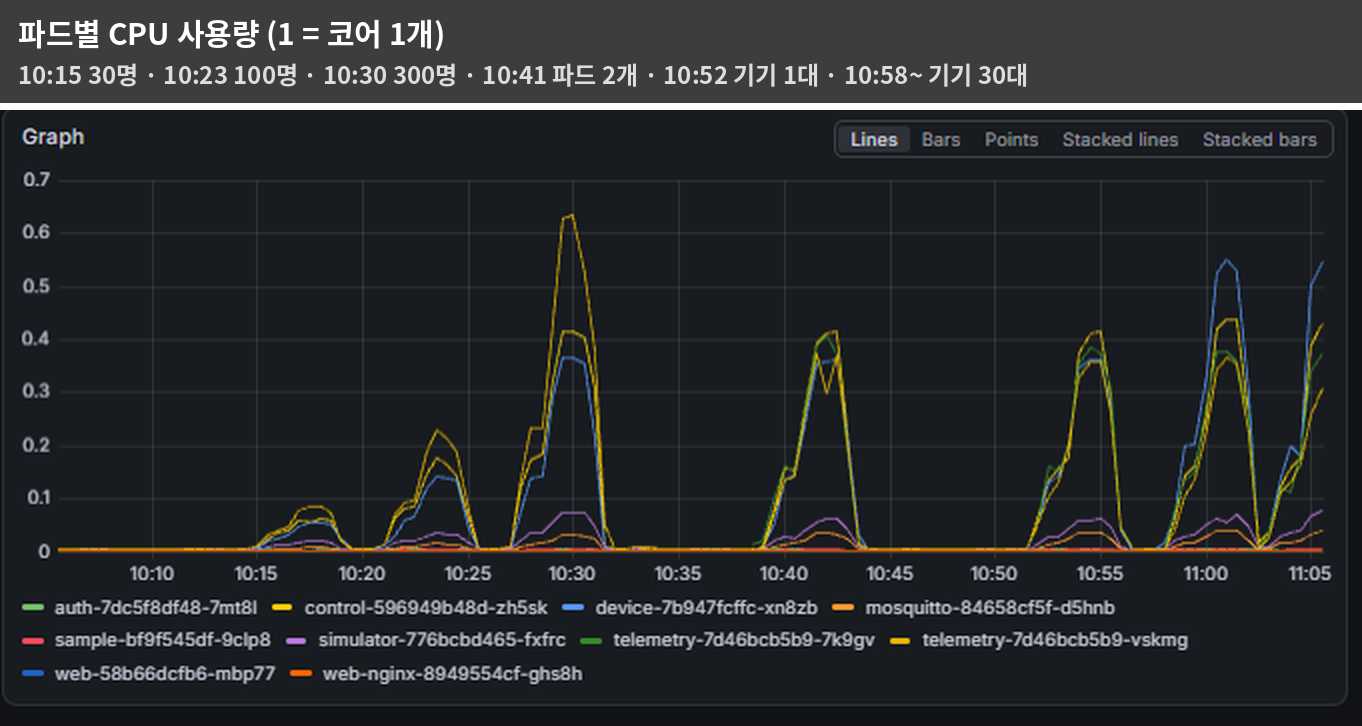 파드별 CPU 사용량 (1 = 코어 1개)
10:15 30명 · 10:23 100명 · 10:30 300명 · 10:41 파드 2개 · 10:52 기기 1대 · 10:58~ 기기 30대
Graph
Lines Bars Points Stacked lines Stacked bars
0.7
0.6
0.5
0.4
0.3
0.2
0.1
0
10:10 10:15 10:20 10:25 10:30 10:35 10:40 10:45 10:50 10:55 11:00 11:05
auth-7dc5f8df48-7mt8l control-596949b48d-zh5sk device-7b947fcffc-xn8zb mosquitto-84658cf5f-d5hnb
sample-bf9f545df-9clp8 simulator-776bcbd465-fxfrc telemetry-7d46bcb5b9-7k9gv telemetry-7d46bcb5b9-vskmg
web-58b66dcfb6-mbp77 web-nginx-8949554cf-ghs8h